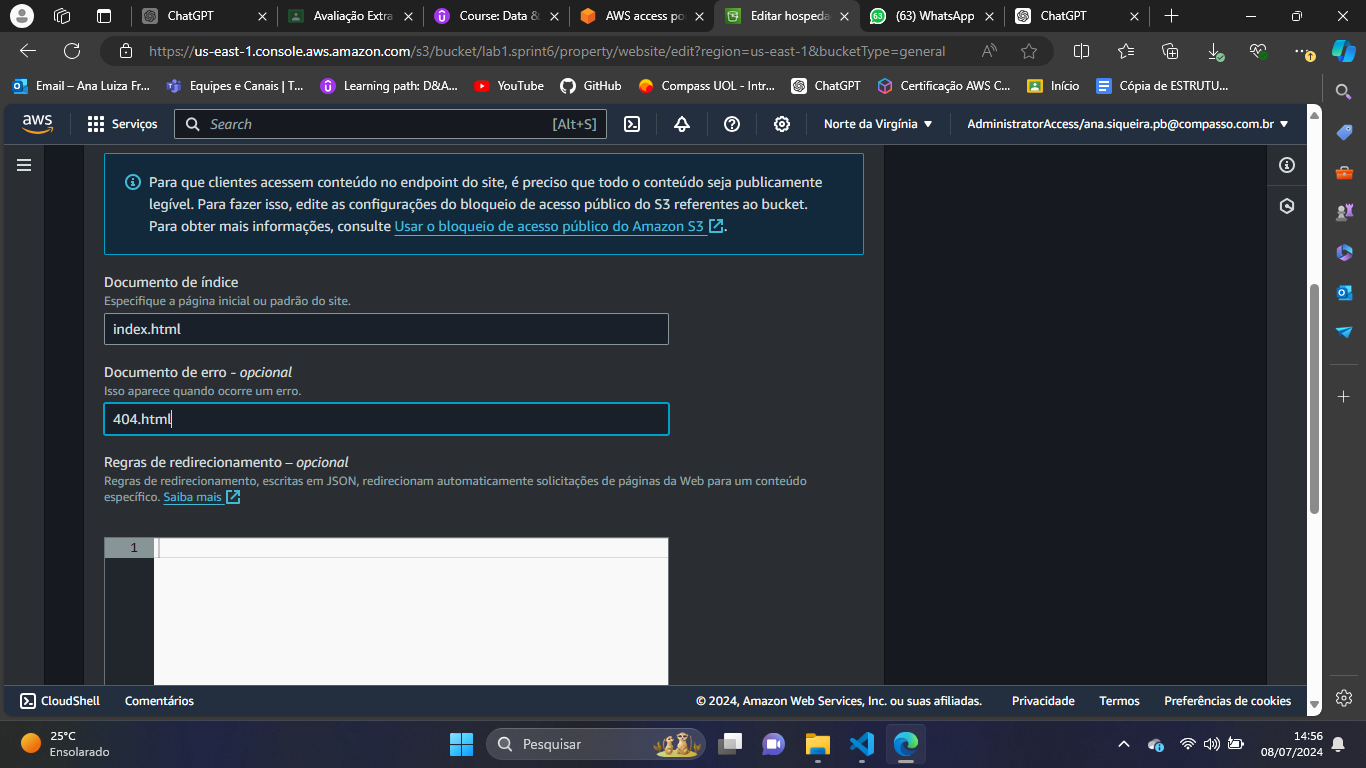 ChatGPT
Avaliação Extra
Course: Data &
AWS access po
Editar hospeda
(63) WhatsApp
ChatGPT
https://us-east-1.console.aws.amazon.com/s3/bucket/lab1.sprint6/property/website/edit?region=us-east-1&bucketType=general
Email – Ana Luiza Fr...
Equipes e Canais | T...
Learning path: D&A...
YouTube
GitHub
Compass UOL - Intr...
ChatGPT
Certificação AWS C...
Início
Cópia de ESTRUTU...
aws
Serviços
Search
[Alt+S]
Norte da Virgínia
AdministratorAccess/ana.siqueira.pb@compasso.com.br
Para que clientes acessem conteúdo no endpoint do site, é preciso que todo o conteúdo seja publicamente
legível. Para fazer isso, edite as configurações do bloqueio de acesso público do S3 referentes ao bucket.
Para obter mais informações, consulte Usar o bloqueio de acesso público do Amazon S3.
Documento de índice
Especifique a página inicial ou padrão do site.
index.html
Documento de erro - opcional
Isso aparece quando ocorre um erro.
404.html
Regras de redirecionamento – opcional
Regras de redirecionamento, escritas em JSON, redirecionam automaticamente solicitações de páginas da Web para um conteúdo
específico. Saiba mais
1
CloudShell
Comentários
© 2024, Amazon Web Services, Inc. ou suas afiliadas.
Privacidade
Termos
Preferências de cookies
25°C
Ensolarado
Pesquisar
14:56
08/07/2024